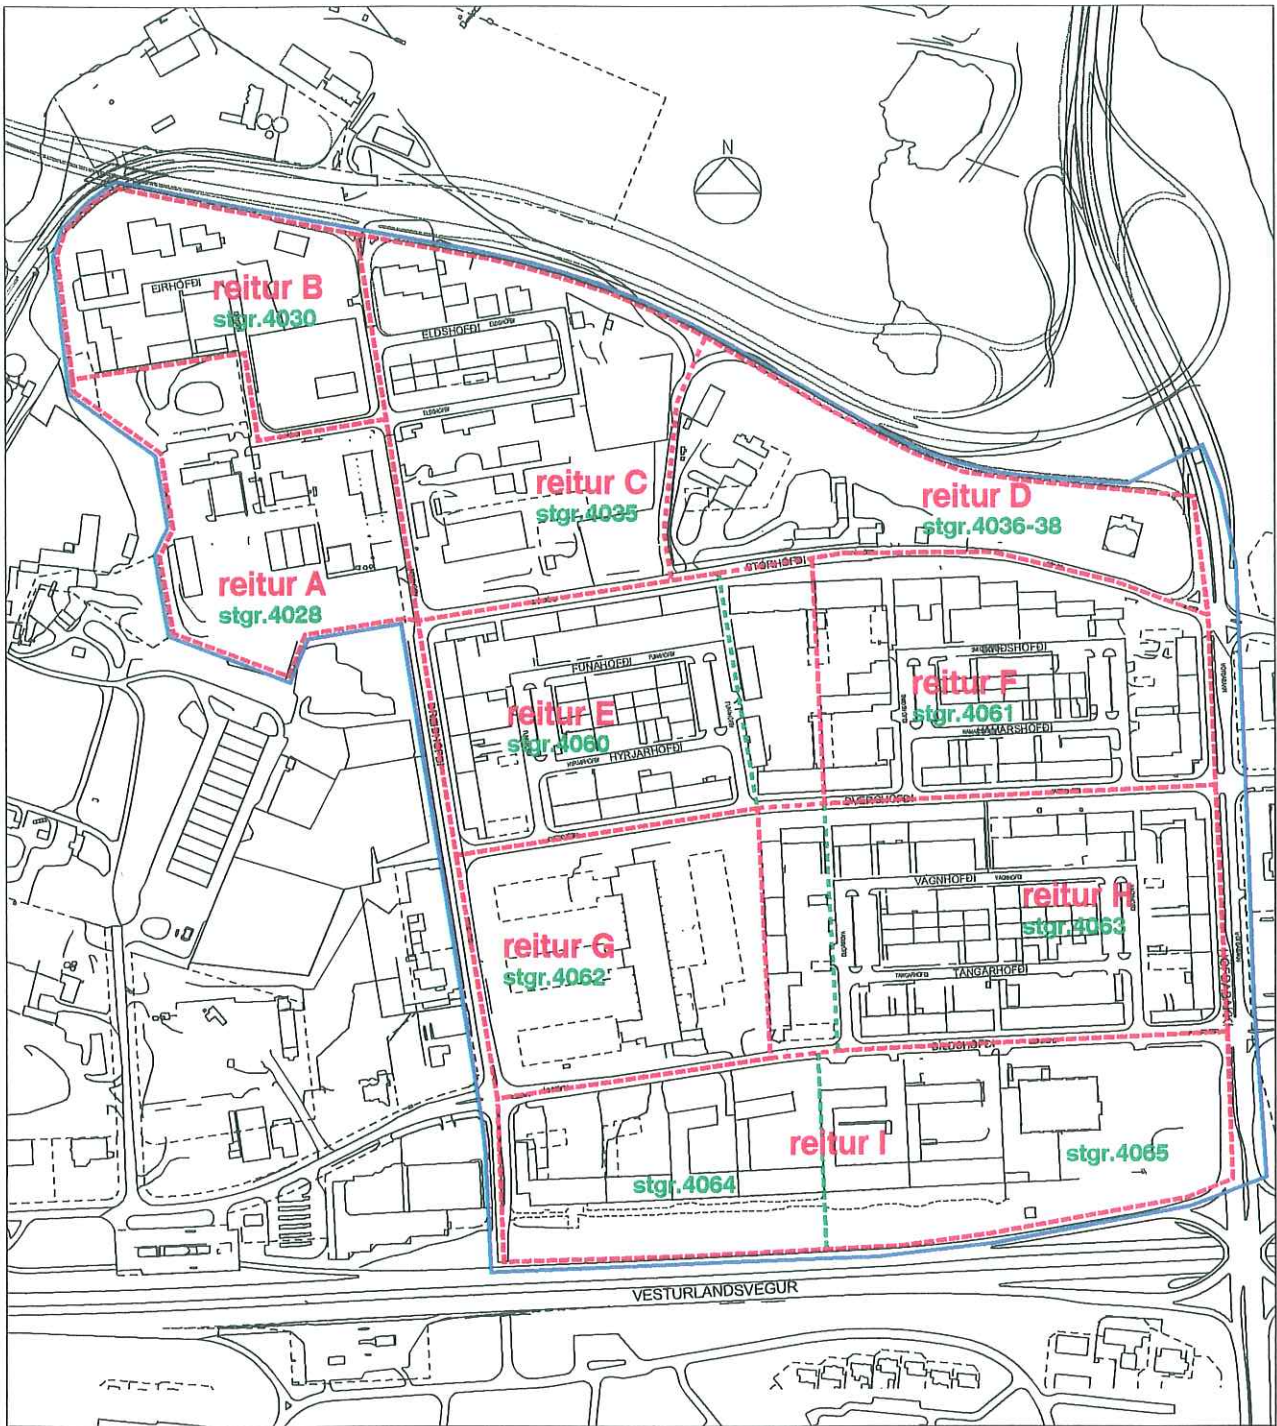 N
EIRHÖFÐI
reitur B
stgr.4030
ELDSHÖFÐI
reitur C
stgr.4035
reitur D
stgr.4036-38
reitur A
stgr.4028
STÓRHÖFÐI
FUNAHÖFÐI
reitur E
stgr.4060
HYRJARHÖFÐI
reitur F
stgr.4061
HAMARSHÖFÐI
DVERGHÖFÐI
VAGNHÖFÐI
reitur H
stgr.4063
TANGARHÖFÐI
reitur G
stgr.4062
BÍLDSHÖFÐI
reitur I
stgr.4065
stgr.4064
VESTURLANDSVEGUR